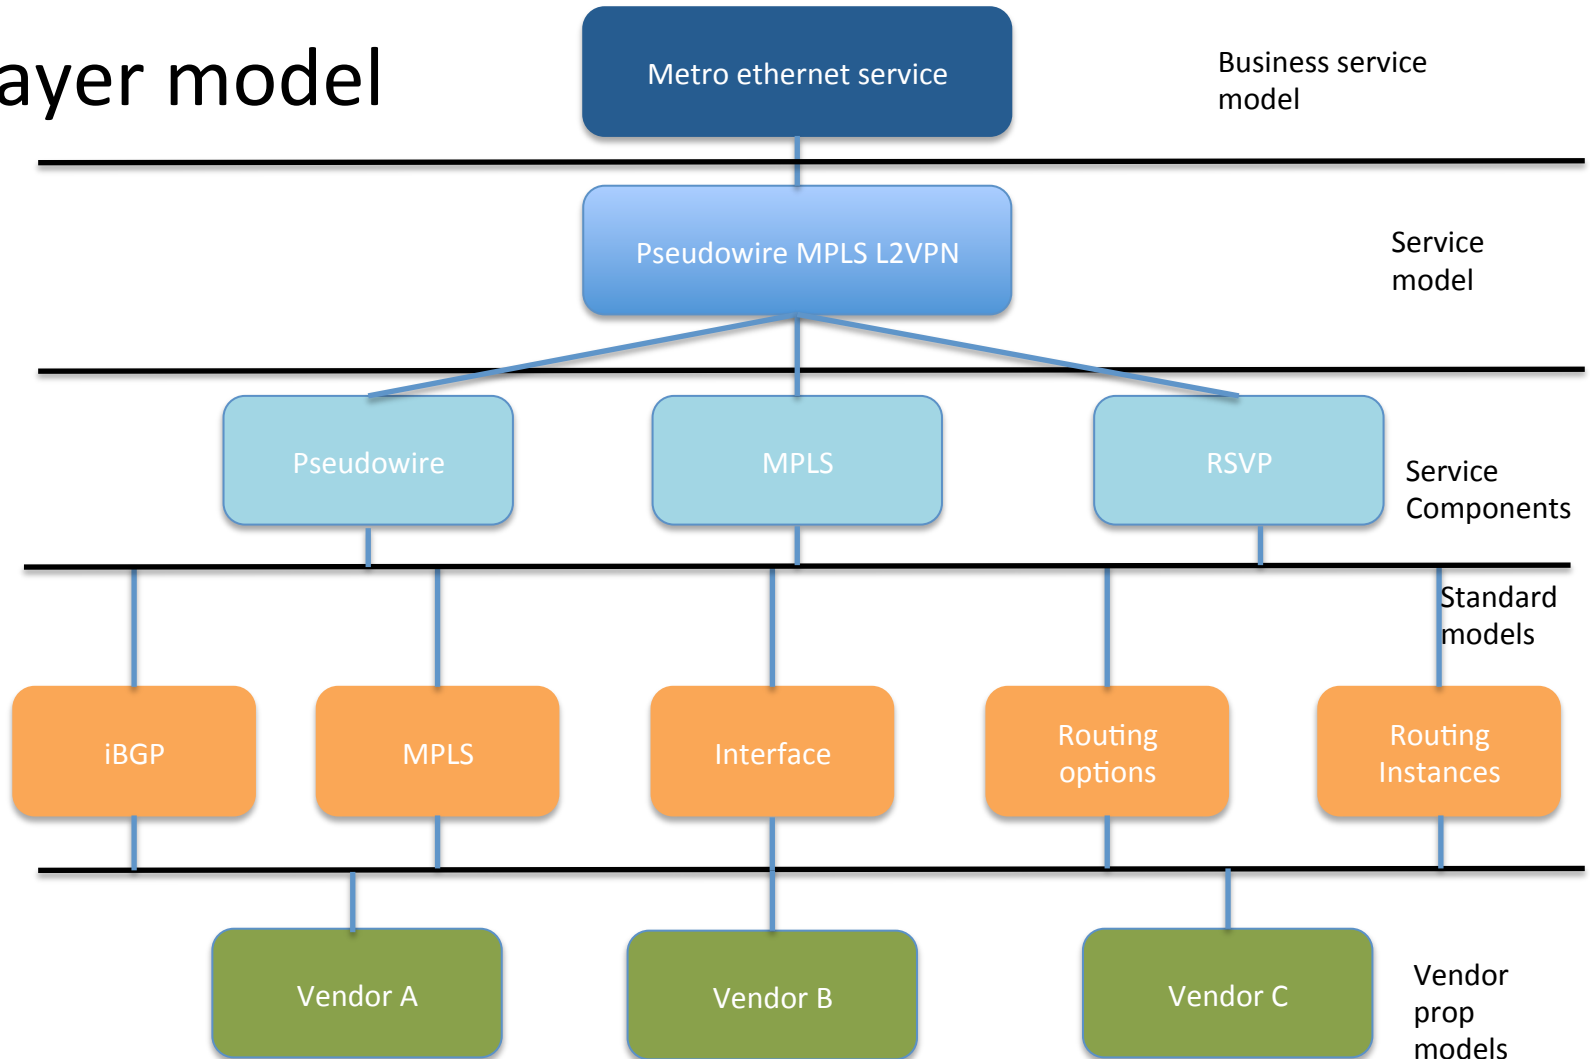 ayer model
Metro ethernet service
Business service
model
Pseudowire MPLS L2VPN
Service
model
Pseudowire
MPLS
RSVP
Service
Components
Standard
models
iBGP
MPLS
Interface
Routing
options
Routing
Instances
Vendor A
Vendor B
Vendor C
Vendor
prop
models